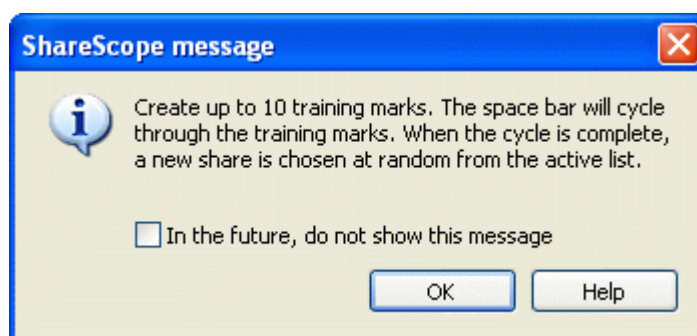 ShareScope message
Create up to 10 training marks. The space bar will cycle
through the training marks. When the cycle is complete,
a new share is chosen at random from the active list.
In the future, do not show this message
OK Help